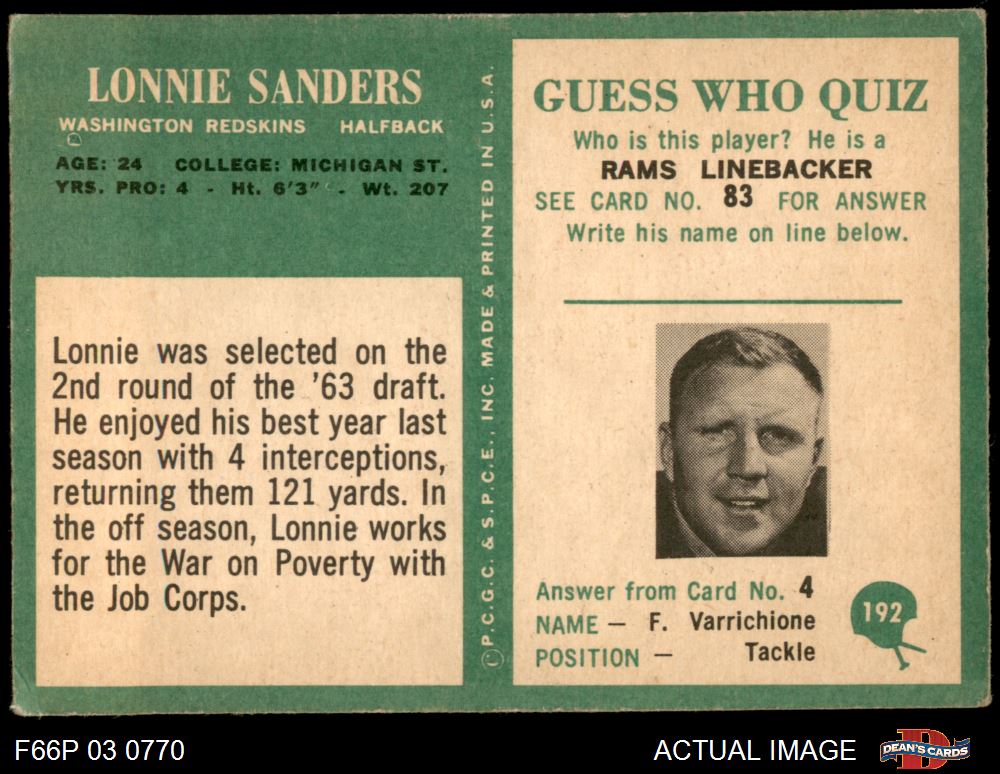 LONNIE SANDERS
WASHINGTON REDSKINS HALFBACK
AGE: 24 COLLEGE: MICHIGAN ST.
YRS. PRO: 4 - Ht. 6'3" - Wt. 207
Lonnie was selected on the
2nd round of the '63 draft.
He enjoyed his best year last
season with 4 interceptions,
returning them 121 yards. In
the off season, Lonnie works
for the War on Poverty with
the Job Corps.
© P.C.G.C. & S.P.C.E., INC. MADE & PRINTED IN U.S.A.
GUESS WHO QUIZ
Who is this player? He is a
RAMS LINEBACKER
SEE CARD NO. 83 FOR ANSWER
Write his name on line below.
Answer from Card No. 4
NAME — F. Varrichione
POSITION — Tackle
192
F66P 03 0770
ACTUAL IMAGE
DEAN'S CARDS